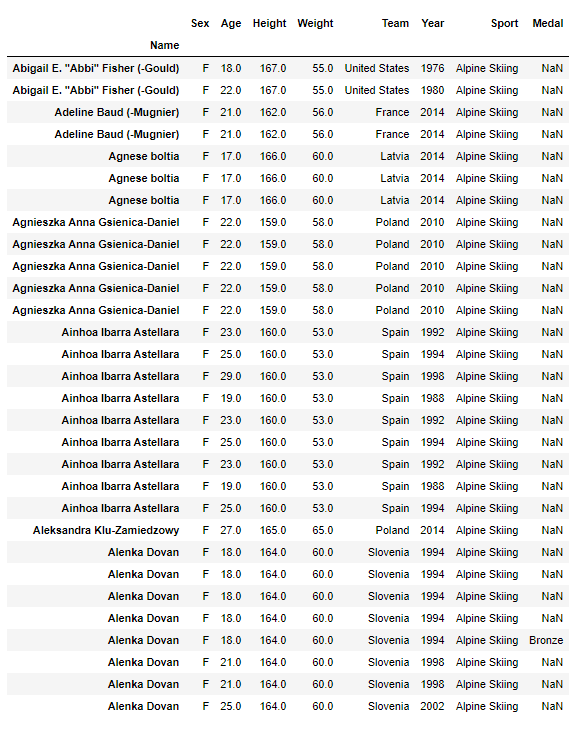 Sex Age Height Weight Team Year Sport Medal
Name
Abigail E. "Abbi" Fisher (-Gould) F 18.0 167.0 55.0 United States 1976 Alpine Skiing NaN
Abigail E. "Abbi" Fisher (-Gould) F 22.0 167.0 55.0 United States 1980 Alpine Skiing NaN
Adeline Baud (-Mugnier) F 21.0 162.0 56.0 France 2014 Alpine Skiing NaN
Adeline Baud (-Mugnier) F 21.0 162.0 56.0 France 2014 Alpine Skiing NaN
Agnese boltia F 17.0 166.0 60.0 Latvia 2014 Alpine Skiing NaN
Agnese boltia F 17.0 166.0 60.0 Latvia 2014 Alpine Skiing NaN
Agnese boltia F 17.0 166.0 60.0 Latvia 2014 Alpine Skiing NaN
Agnieszka Anna Gsienica-Daniel F 22.0 159.0 58.0 Poland 2010 Alpine Skiing NaN
Agnieszka Anna Gsienica-Daniel F 22.0 159.0 58.0 Poland 2010 Alpine Skiing NaN
Agnieszka Anna Gsienica-Daniel F 22.0 159.0 58.0 Poland 2010 Alpine Skiing NaN
Agnieszka Anna Gsienica-Daniel F 22.0 159.0 58.0 Poland 2010 Alpine Skiing NaN
Agnieszka Anna Gsienica-Daniel F 22.0 159.0 58.0 Poland 2010 Alpine Skiing NaN
Ainhoa Ibarra Astellara F 23.0 160.0 53.0 Spain 1992 Alpine Skiing NaN
Ainhoa Ibarra Astellara F 25.0 160.0 53.0 Spain 1994 Alpine Skiing NaN
Ainhoa Ibarra Astellara F 29.0 160.0 53.0 Spain 1998 Alpine Skiing NaN
Ainhoa Ibarra Astellara F 19.0 160.0 53.0 Spain 1988 Alpine Skiing NaN
Ainhoa Ibarra Astellara F 23.0 160.0 53.0 Spain 1992 Alpine Skiing NaN
Ainhoa Ibarra Astellara F 25.0 160.0 53.0 Spain 1994 Alpine Skiing NaN
Ainhoa Ibarra Astellara F 23.0 160.0 53.0 Spain 1992 Alpine Skiing NaN
Ainhoa Ibarra Astellara F 19.0 160.0 53.0 Spain 1988 Alpine Skiing NaN
Ainhoa Ibarra Astellara F 25.0 160.0 53.0 Spain 1994 Alpine Skiing NaN
Aleksandra Klu-Zamiedzowy F 27.0 165.0 65.0 Poland 2014 Alpine Skiing NaN
Alenka Dovan F 18.0 164.0 60.0 Slovenia 1994 Alpine Skiing NaN
Alenka Dovan F 18.0 164.0 60.0 Slovenia 1994 Alpine Skiing NaN
Alenka Dovan F 18.0 164.0 60.0 Slovenia 1994 Alpine Skiing NaN
Alenka Dovan F 18.0 164.0 60.0 Slovenia 1994 Alpine Skiing NaN
Alenka Dovan F 18.0 164.0 60.0 Slovenia 1994 Alpine Skiing Bronze
Alenka Dovan F 21.0 164.0 60.0 Slovenia 1998 Alpine Skiing NaN
Alenka Dovan F 21.0 164.0 60.0 Slovenia 1998 Alpine Skiing NaN
Alenka Dovan F 25.0 164.0 60.0 Slovenia 2002 Alpine Skiing NaN